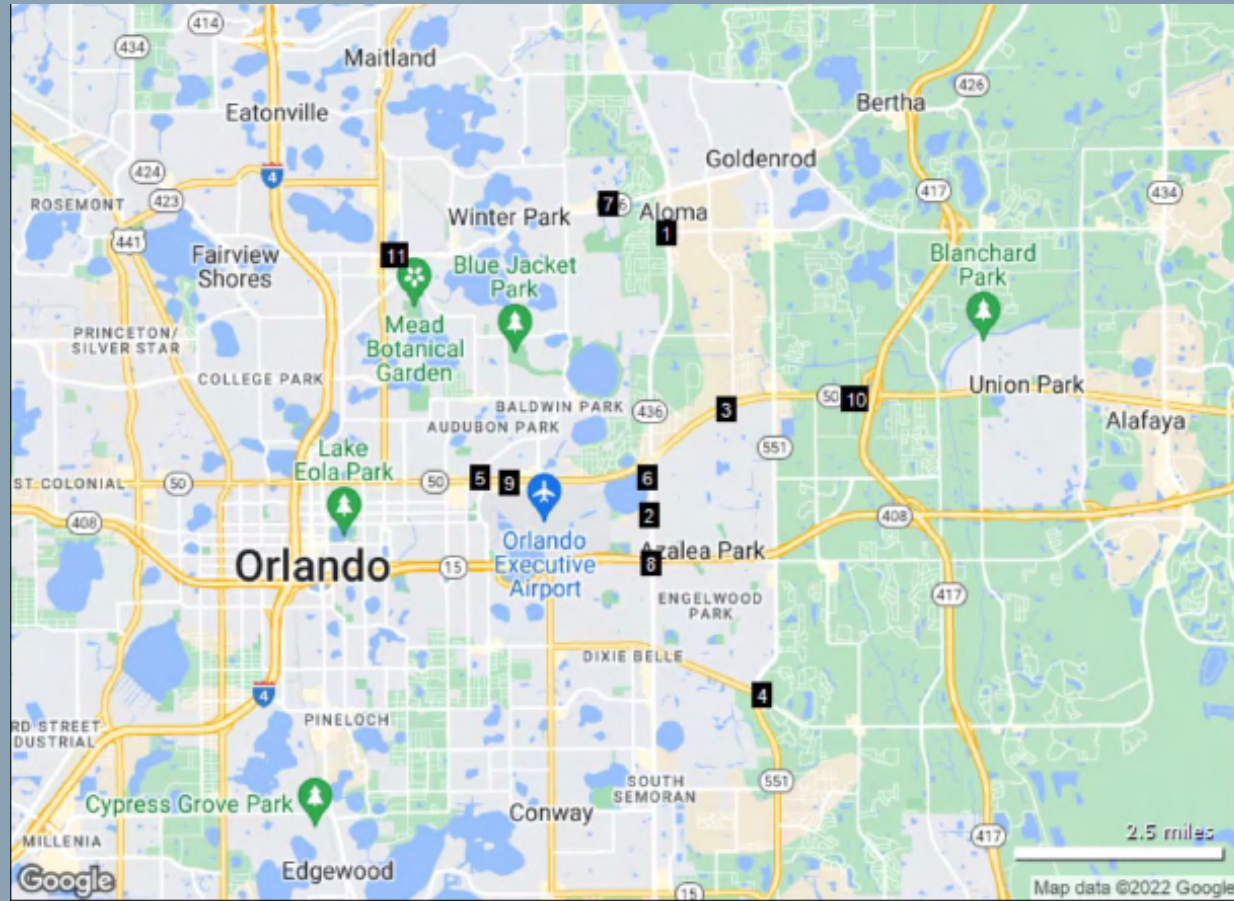 414
434
Maitland
Eatonville
Bertha
426
Goldenrod
424
4
417
434
ROSEMONT
423
7
Aloma
Winter Park
1
441
Fairview
Shores
11
Blue Jacket
Park
Blanchard
Park
Mead
Botanical
Garden
PRINCETON/
SILVER STAR
COLLEGE PARK
Union Park
50
10
BALDWIN PARK
436
3
AUDUBON PARK
Alafaya
551
Lake
Eola Park
ST COLONIAL
50
50
5
9
6
408
2
408
Orlando
Executive
Airport
Azalea Park
Orlando
15
8
ENGELWOOD
PARK
417
DIXIE BELLE
4
4
RD STREET
DUSTRIAL
PINELOCH
551
SOUTH
SEMORAN
Cypress Grove Park
Conway
MILLENIA
417
2.5 miles
Edgewood
Google
15
Map data ©2022 Google